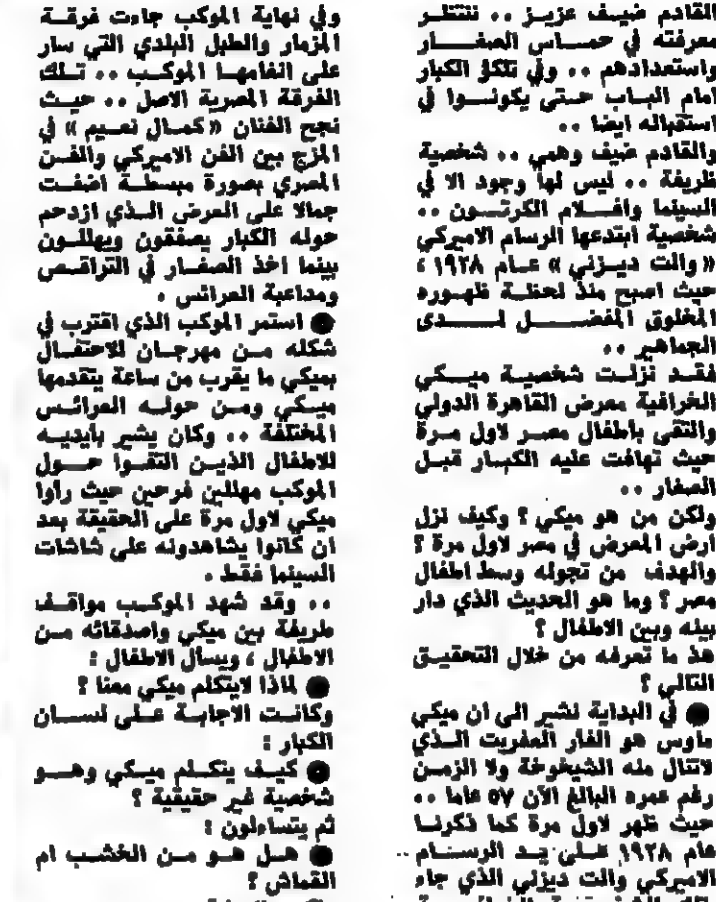 القادم ضيف عزيز .. ننتظر
معرفته في حماس الصغار
واستعدادهم .. وفي تلكؤ الكبار
امام الباب حتى يكونوا في
استقباله ايضا ..
والقادم ضيف وهمي .. شخصية
ظريفة .. ليس لها وجود الا في
السينما وافلام الكرتون ..
شخصية ابتدعها الرسام الاميركي
« والت ديزني » عام ١٩٢٨ ،
حيث اصبح منذ لحظة ظهوره
المخلوق المفضل لدى
الجماهير ..
فقد نزلت شخصية ميكي
الخرافية معرض القاهرة الدولي
والتقى باطفال مصر لاول مرة
حيث تهافت عليه الكبار قبل
الصغار ..
ولكن من هو ميكي ؟ وكيف نزل
ارض المعرض في مصر لاول مرة ؟
والهدف من تجوله وسط اطفال
مصر ؟ وما هو الحديث الذي دار
بينه وبين الاطفال ؟
هذ ما تعرفه من خلال التحقيق
التالي ؟
● في البداية نشير الى ان ميكي
ماوس هو الفار العفريت الذي
لاتنال منه الشيخوخة ولا الزمن
رغم عمره البالغ الآن ٥٧ عاما ..
حيث ظهر لاول مرة كما ذكرنا
عام ١٩٢٨ على يد الرسام ..
الاميركي والت ديزني الذي جاء
وفي نهاية الموكب جاءت فرقة
المزمار والطبل البلدي التي سار
على انغامها الموكب .. تلك
الفرقة المصرية الاصل .. حيث
نجح الفنان «كمال نعيم » في
المزج بين الفن الاميركي والفن
المصري بصورة مبسطة اضفت
جمالا على العرض الذي ازدحم
حوله الكبار يصفقون ويهللون
بينما اخذ الصغار في التراقص
ومداعبة العرائس .
● استمر الموكب الذي اقترب في
شكله من مهرجان للاحتفال
بميكي ما يقرب من ساعة يتقدمها
ميكي ومن حوله العرائس
المختلفة .. وكان يشير بأيديه
للاطفال الذين التفوا حول
الموكب مهللين فرحين حيث راوا
ميكي لاول مرة على الحقيقة بعد
ان كانوا يشاهدونه على شاشات
السينما فقط .
.. وقد شهد الموكب مواقف
طريفة بين ميكي واصدقائه من
الاطفال ، ويسأل الاطفال :
● لماذا لايتكلم ميكي معنا ؟
وكانت الاجابة على لسان
الكبار :
● كيف يتكلم ميكي وهو
شخصية غير حقيقية ؟
ثم يتساءلون :
● هل هو من الخشب ام
القماش ؟